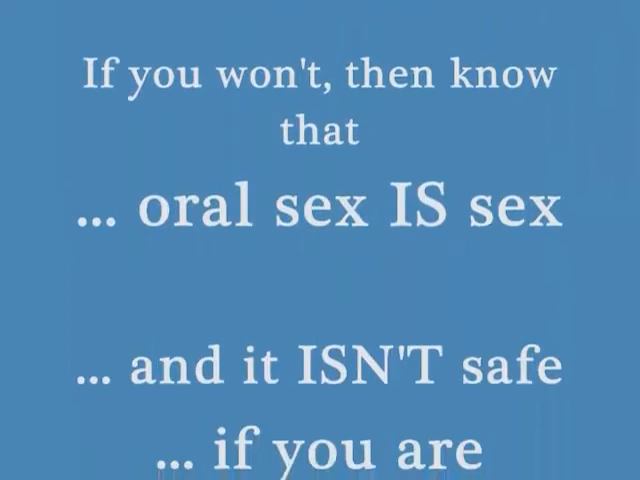 If you won't, then know
that
... oral sex IS sex
... and it ISN'T safe
... if you are